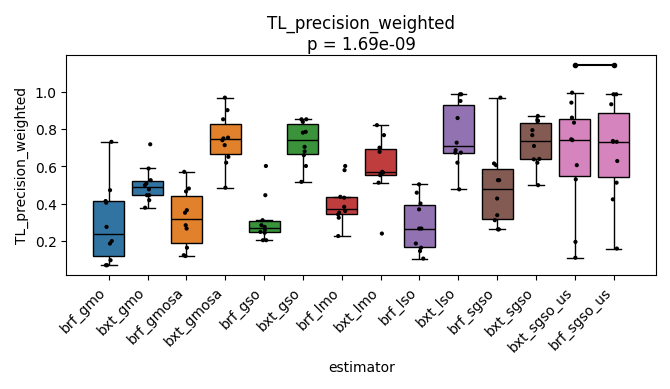 TL_precision_weighted
p = 1.69e-09
TL_precision_weighted
1.0
0.8
0.6
0.4
0.2
brf_gmo
bxt_gmo
brf_gmosa
bxt_gmosa
brf_gso
bxt_gso
brf_lmo
bxt_lmo
brf_lso
bxt_lso
brf_sgso
bxt_sgso
bxt_sgso_us
brf_sgso_us
estimator